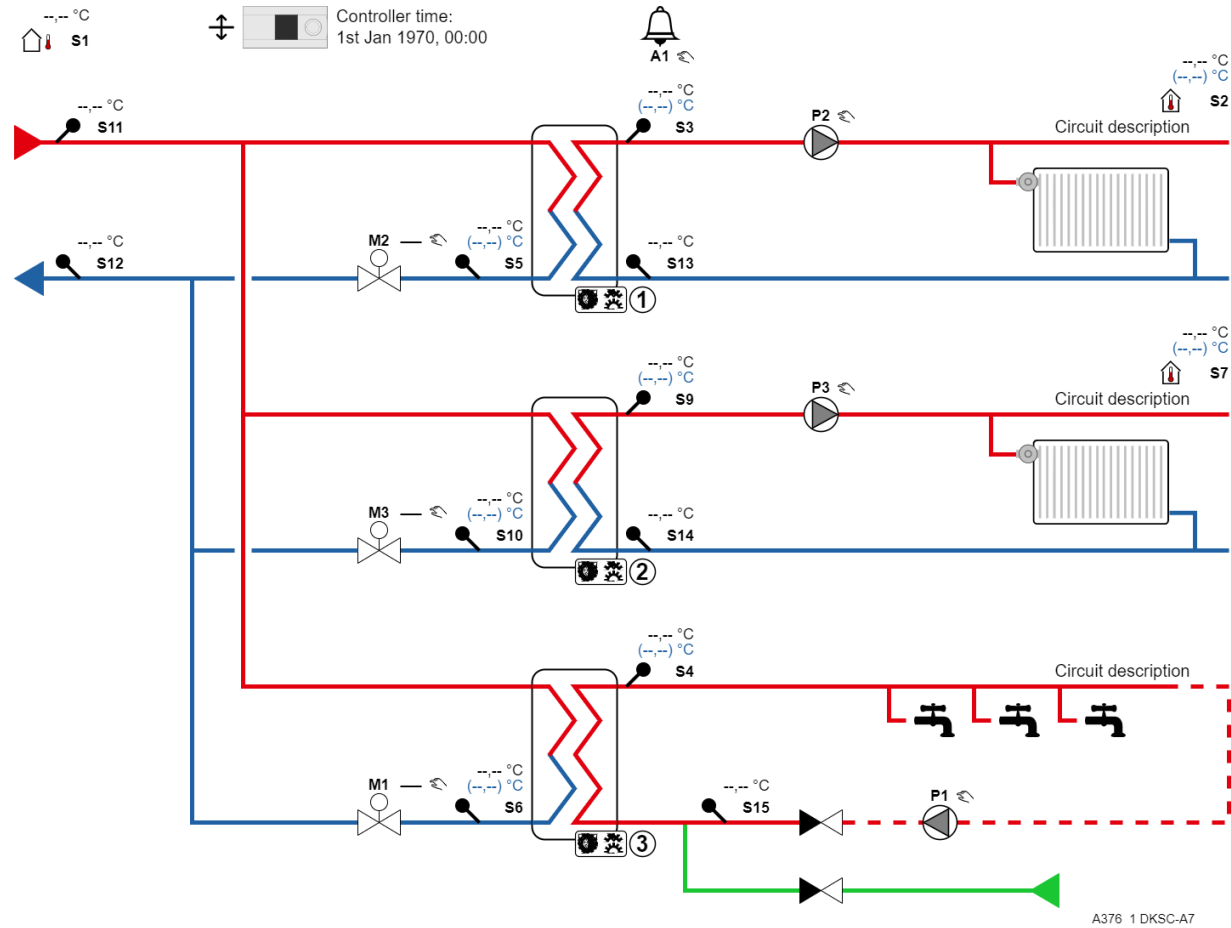 --,-- °C
S1
Controller time:
1st Jan 1970, 00:00
A1
--,-- °C
(--,--) °C
S2
--,-- °C
S11
--,-- °C
(--,--) °C
S3
P2
Circuit description
--,-- °C
S12
M2
--,-- °C
(--,--) °C
S5
--,-- °C
S13
1
--,-- °C
(--,--) °C
S7
--,-- °C
(--,--) °C
S9
P3
Circuit description
M3
--,-- °C
(--,--) °C
S10
--,-- °C
S14
2
--,-- °C
(--,--) °C
S4
Circuit description
M1
--,-- °C
(--,--) °C
S6
--,-- °C
S15
P1
3
A376 1 DKSC-A7